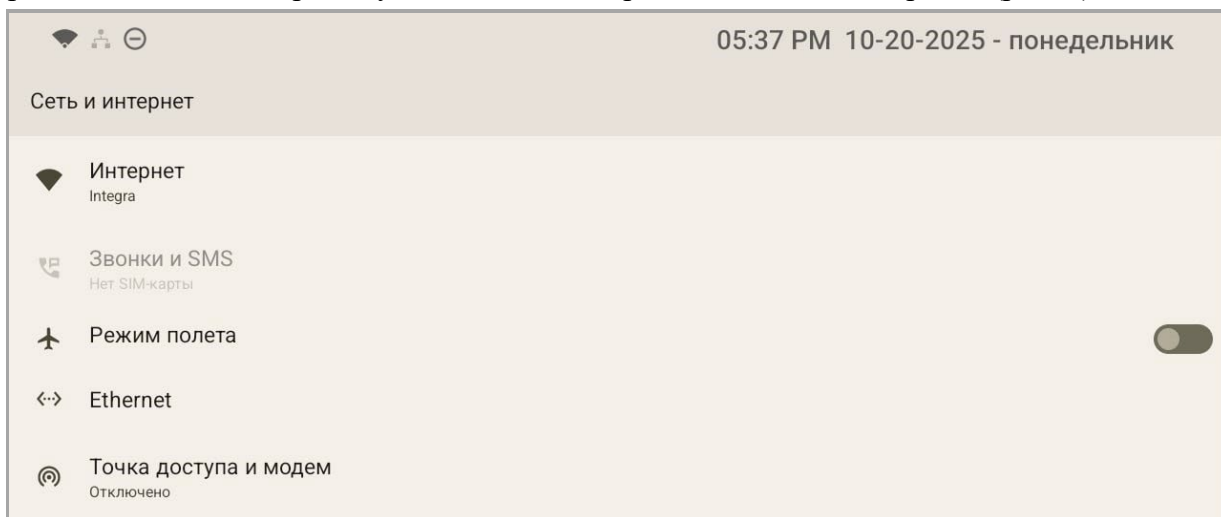 05:37 PM 10-20-2025 - понедельник
Сеть и интернет
Интернет
Integra
Звонки и SMS
Нет SIM-карты
Режим полета
Ethernet
Точка доступа и модем
Отключено